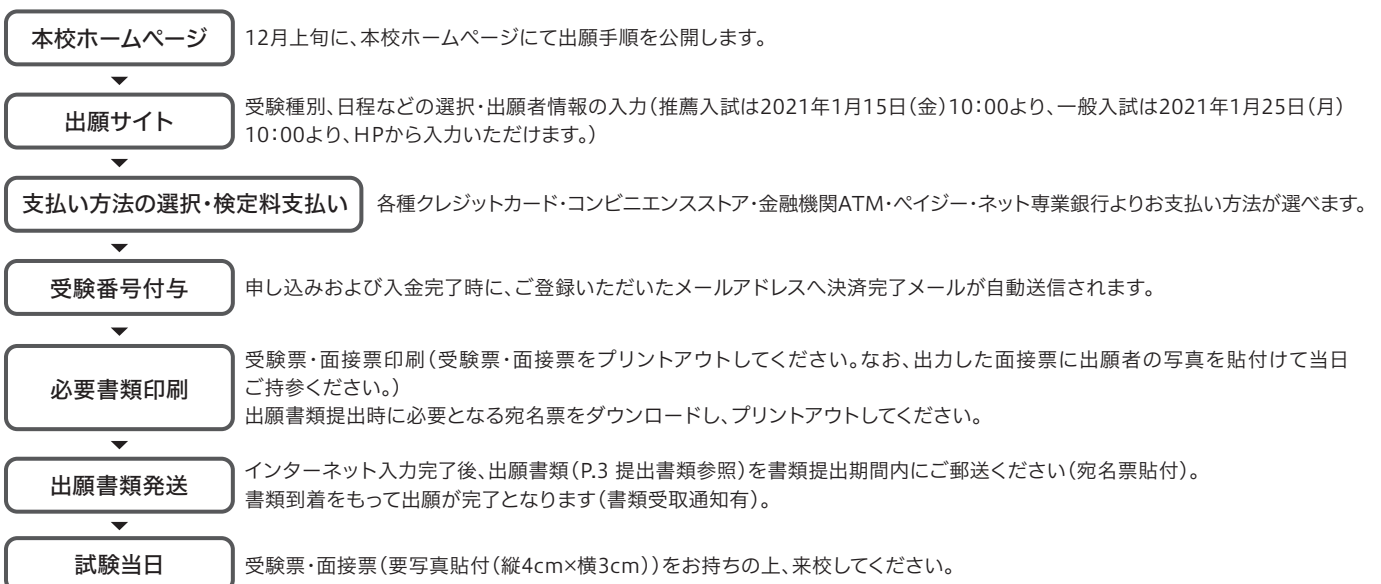 本校ホームページ
12月上旬に、本校ホームページにて出願手順を公開します。
出願サイト
受験種別、日程などの選択・出願者情報の入力（推薦入試は2021年1月15日（金）10：00より、一般入試は2021年1月25日（月）
10：00より、HPから入力いただけます。）
支払い方法の選択・検定料支払い
各種クレジットカード・コンビニエンスストア・金融機関ATM・ペイジー・ネット専業銀行よりお支払い方法が選べます。
受験番号付与
申し込みおよび入金完了時に、ご登録いただいたメールアドレスへ決済完了メールが自動送信されます。
必要書類印刷
受験票・面接票印刷（受験票・面接票をプリントアウトしてください。なお、出力した面接票に出願者の写真を貼付けて当日
ご持参ください。）
出願書類提出時に必要となる宛名票をダウンロードし、プリントアウトしてください。
出願書類発送
インターネット入力完了後、出願書類（P.3 提出書類参照）を書類提出期間内にご郵送ください（宛名票貼付）。
書類到着をもって出願が完了となります（書類受取通知有）。
試験当日
受験票・面接票（要写真貼付（縦4cm×横3cm））をお持ちの上、来校してください。